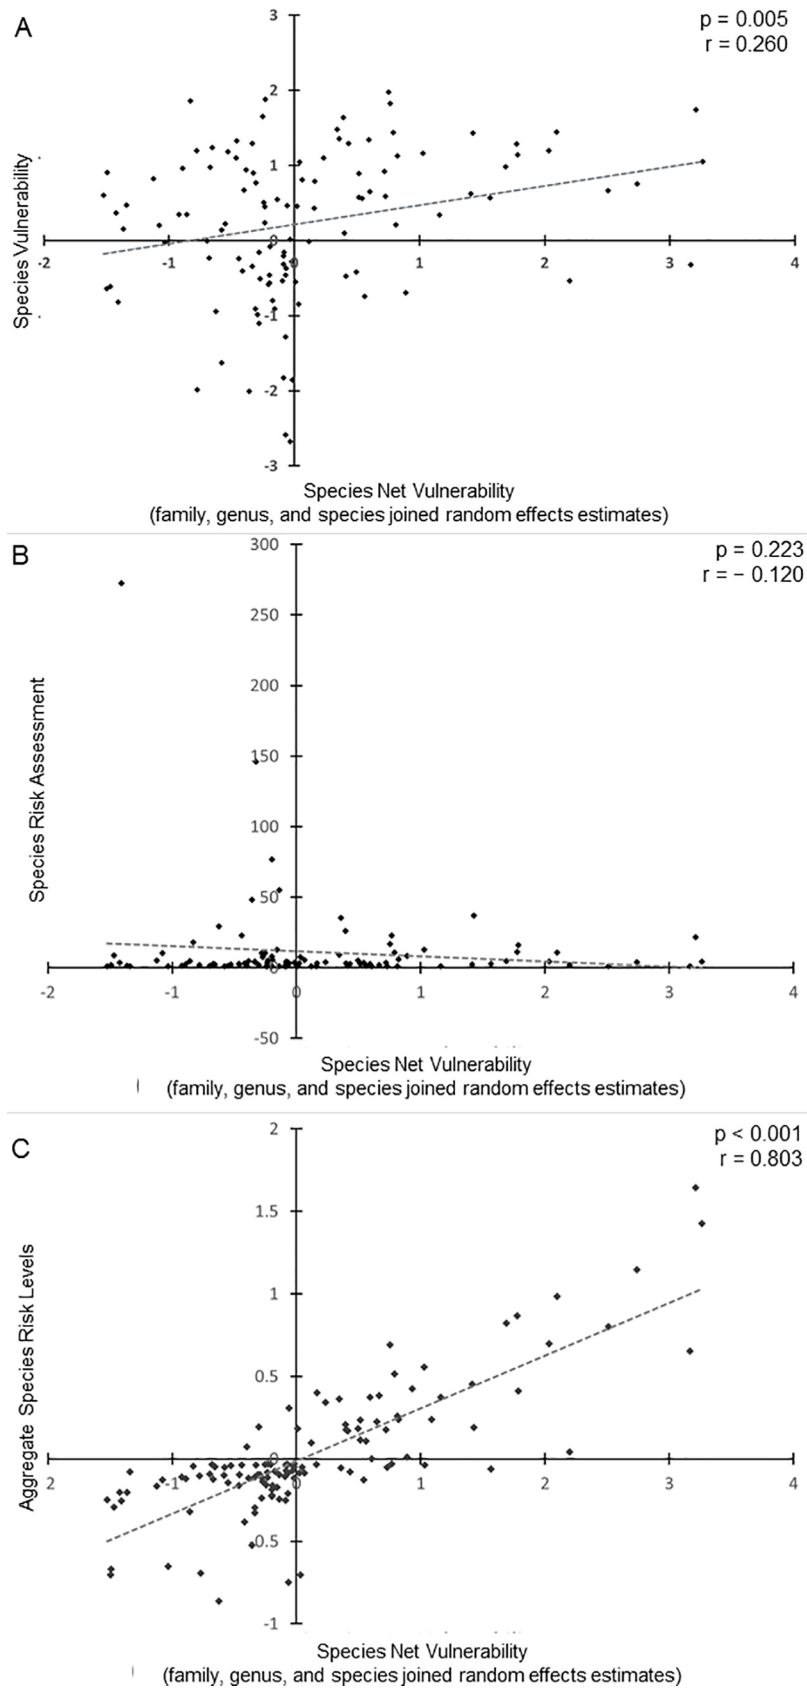 A
p = 0.005
r = 0.260
Species Vulnerability
3
2
1
0
-1
-2
-3
-2 -1 0 1 2 3 4
Species Net Vulnerability
(family, genus, and species joined random effects estimates)
B
p = 0.223
r = − 0.120
Species Risk Assessment
300
250
200
150
100
50
0
-50
-2 -1 0 1 2 3 4
Species Net Vulnerability
(family, genus, and species joined random effects estimates)
C
p < 0.001
r = 0.803
Aggregate Species Risk Levels
2
1.5
1
0.5
0
0.5
-1
2 -1 0 1 2 3 4
Species Net Vulnerability
(family, genus, and species joined random effects estimates)